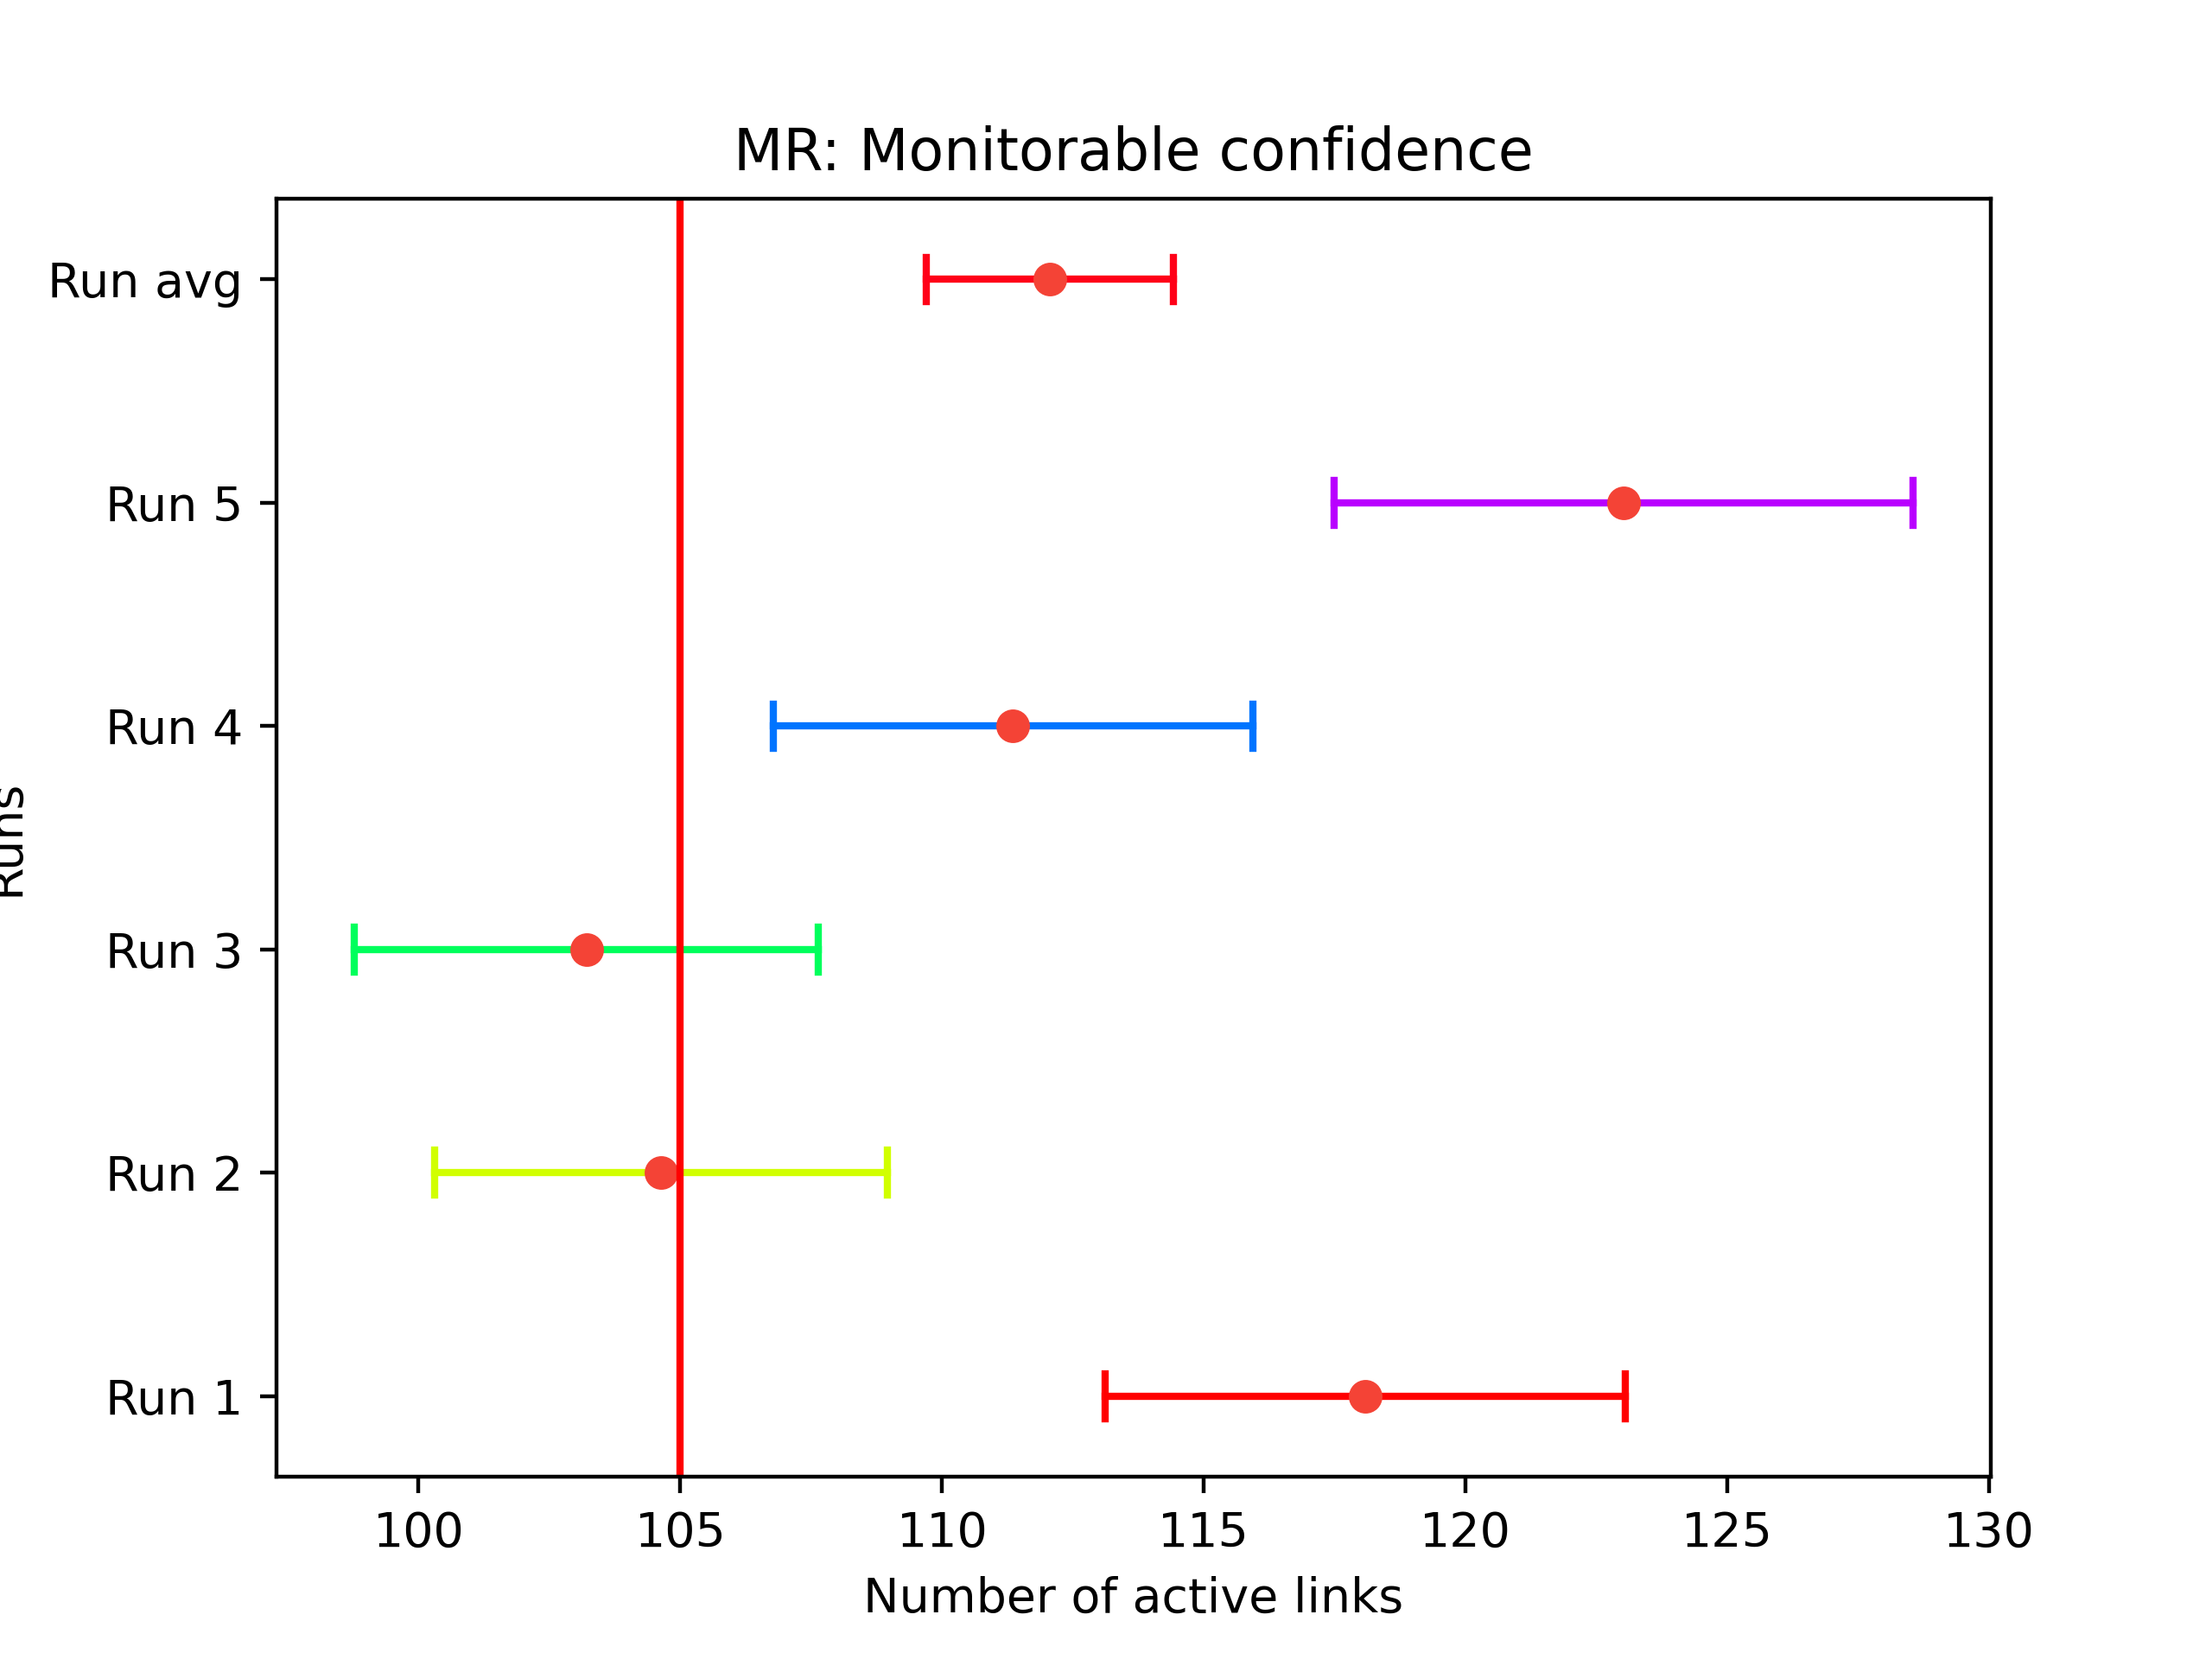 MR: Monitorable confidence
Run avg
Run 5
Run 4
Run 3
Run 2
Run 1
Runs
100 105 110 115 120 125 130
Number of active links